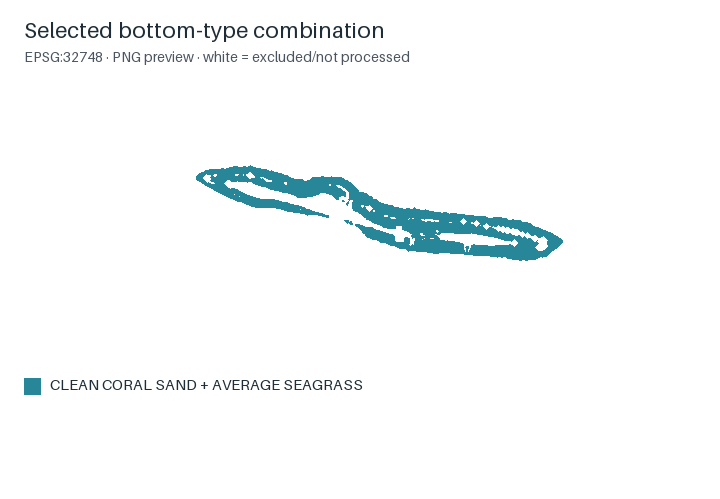 Selected bottom-type combination
EPSG:32748 · PNG preview · white = excluded/not processed
CLEAN CORAL SAND + AVERAGE SEAGRASS